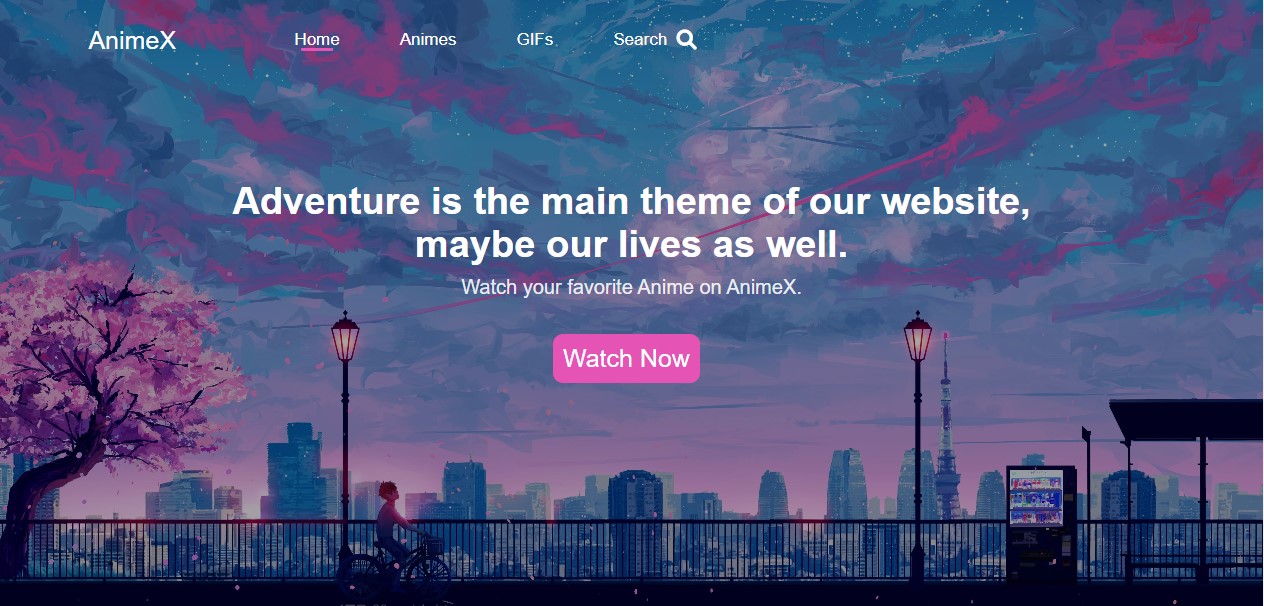 AnimeX
Home
Animes
GIFs
Search
Adventure is the main theme of our website,
maybe our lives as well.
Watch your favorite Anime on AnimeX.
Watch Now